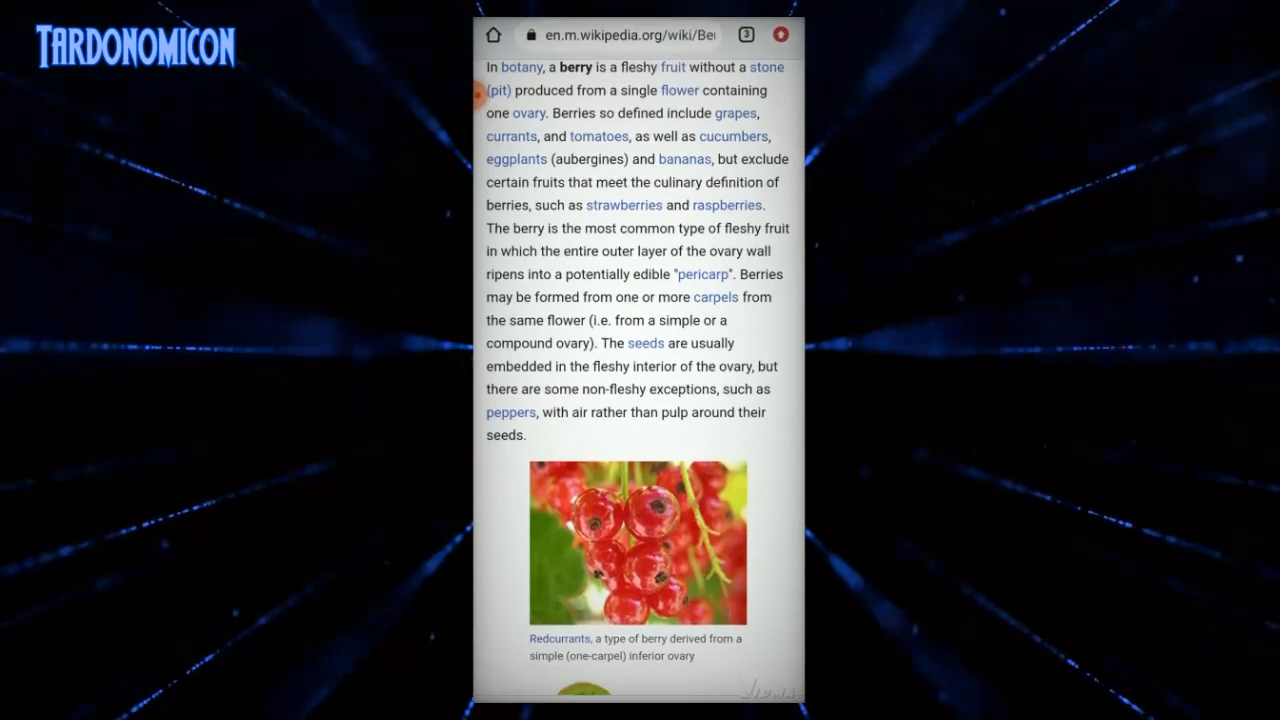 TARDONOMICON
3
en.m.wikipedia.org/wiki/Be
In botany, a berry is a fleshy fruit without a stone
(pit) produced from a single flower containing
one ovary. Berries so defined include grapes,
currants, and tomatoes, as well as cucumbers,
eggplants (aubergines) and bananas, but exclude
certain fruits that meet the culinary definition of
berries, such as strawberries and raspberries.
The berry is the most common type of fleshy fruit
in which the entire outer layer of the ovary wall
ripens into a potentially edible "pericarp". Berries
may be formed from one or more carpels from
the same flower (i.e. from a simple or a
compound ovary). The seeds are usually
embedded in the fleshy interior of the ovary, but
there are some non-fleshy exceptions, such as
peppers, with air rather than pulp around their
seeds.
Redcurrants, a type of berry derived from a
simple (one-carpel) inferior ovary